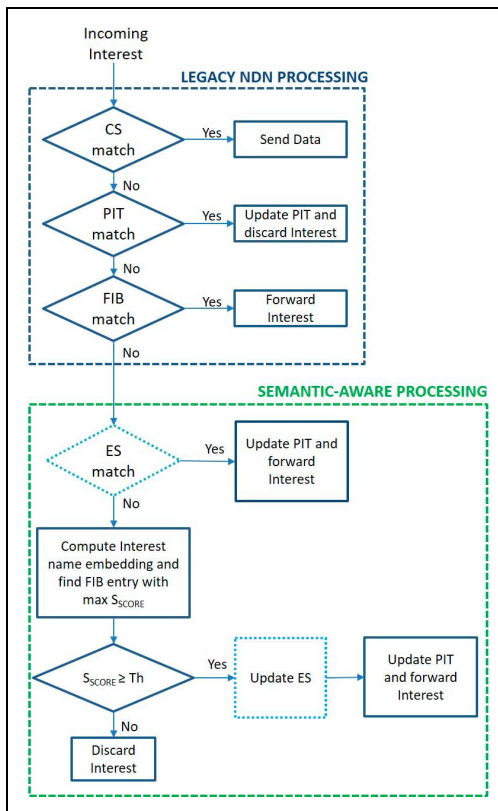 Incoming
Interest
LEGACY NDN PROCESSING
CS
match
Yes
Send Data
No
PIT
match
Yes
Update PIT and
discard Interest
No
FIB
match
Yes
Forward
Interest
No
SEMANTIC-AWARE PROCESSING
ES
match
Yes
Update PIT and
forward
Interest
No
Compute Interest
name embedding and
find FIB entry with
max S_SCORE
S_SCORE ≥ Th
Yes
Update ES
Update PIT
and forward
Interest
No
Discard
Interest